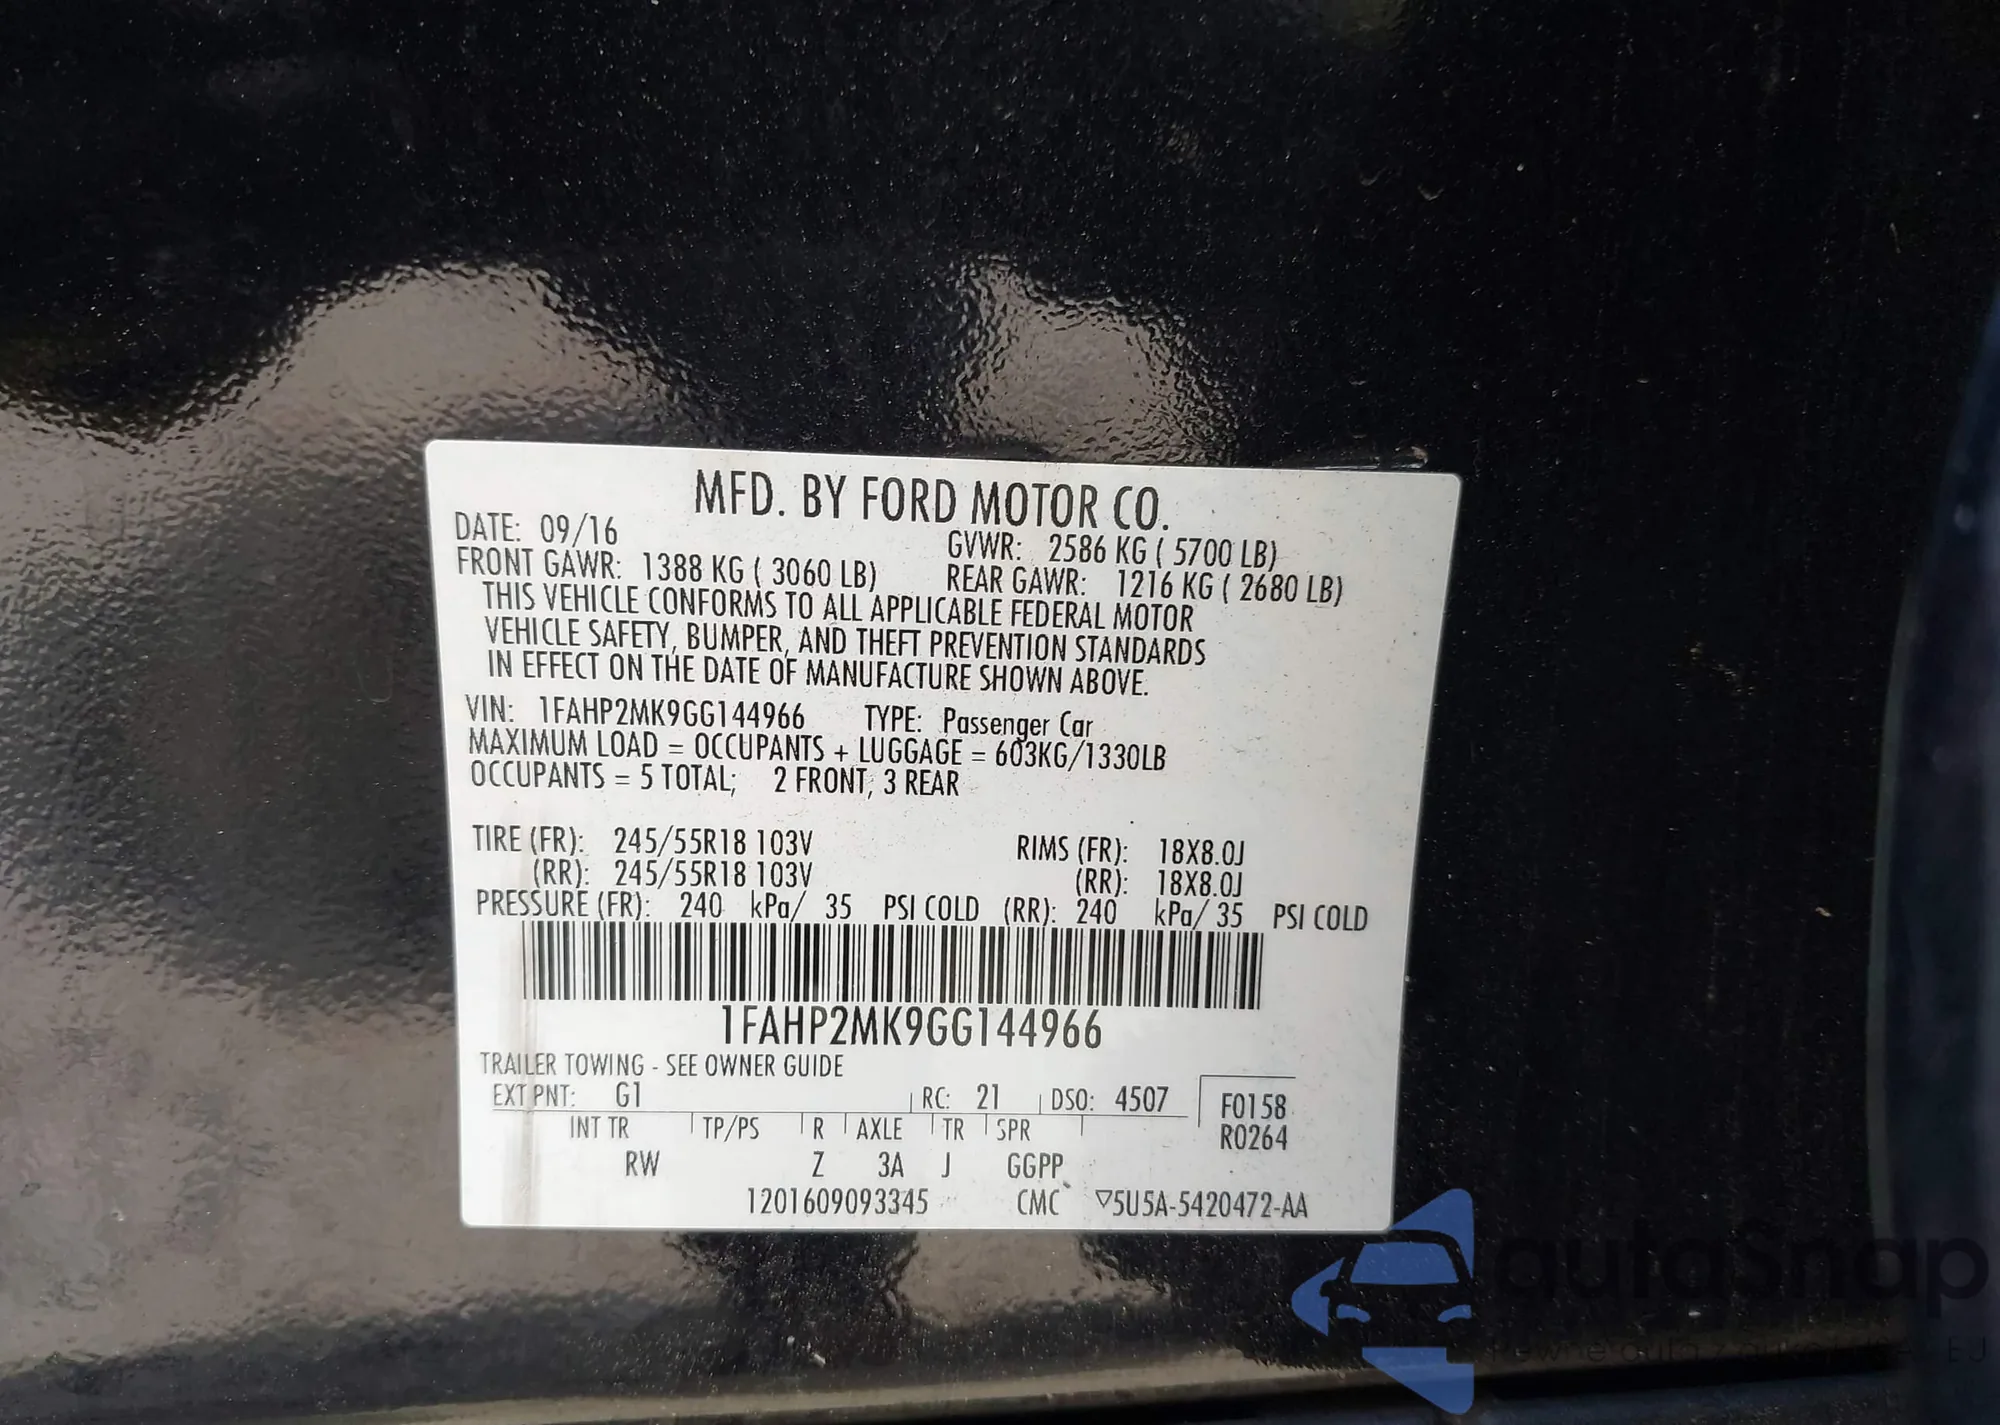 MFD. BY FORD MOTOR CO.
DATE: 09/16 GVWR: 2586 KG ( 5700 LB)
FRONT GAWR: 1388 KG ( 3060 LB) REAR GAWR: 1216 KG ( 2680 LB)
THIS VEHICLE CONFORMS TO ALL APPLICABLE FEDERAL MOTOR
VEHICLE SAFETY, BUMPER, AND THEFT PREVENTION STANDARDS
IN EFFECT ON THE DATE OF MANUFACTURE SHOWN ABOVE.
VIN: 1FAHP2MK9GG144966 TYPE: Passenger Car
MAXIMUM LOAD = OCCUPANTS + LUGGAGE = 603KG/1330LB
OCCUPANTS = 5 TOTAL; 2 FRONT, 3 REAR
TIRE (FR): 245/55R18 103V RIMS (FR): 18X8.0J
(RR): 245/55R18 103V (RR): 18X8.0J
PRESSURE (FR): 240 kPa/ 35 PSI COLD (RR): 240 kPa/ 35 PSI COLD
1FAHP2MK9GG144966
TRAILER TOWING - SEE OWNER GUIDE
EXT PNT: G1 RC: 21 DSO: 4507 F0158
INT TR TP/PS R AXLE TR SPR R0264
RW Z 3A J GGPP
1201609093345 CMC ▽5U5A-5420472-AA
autoSnap